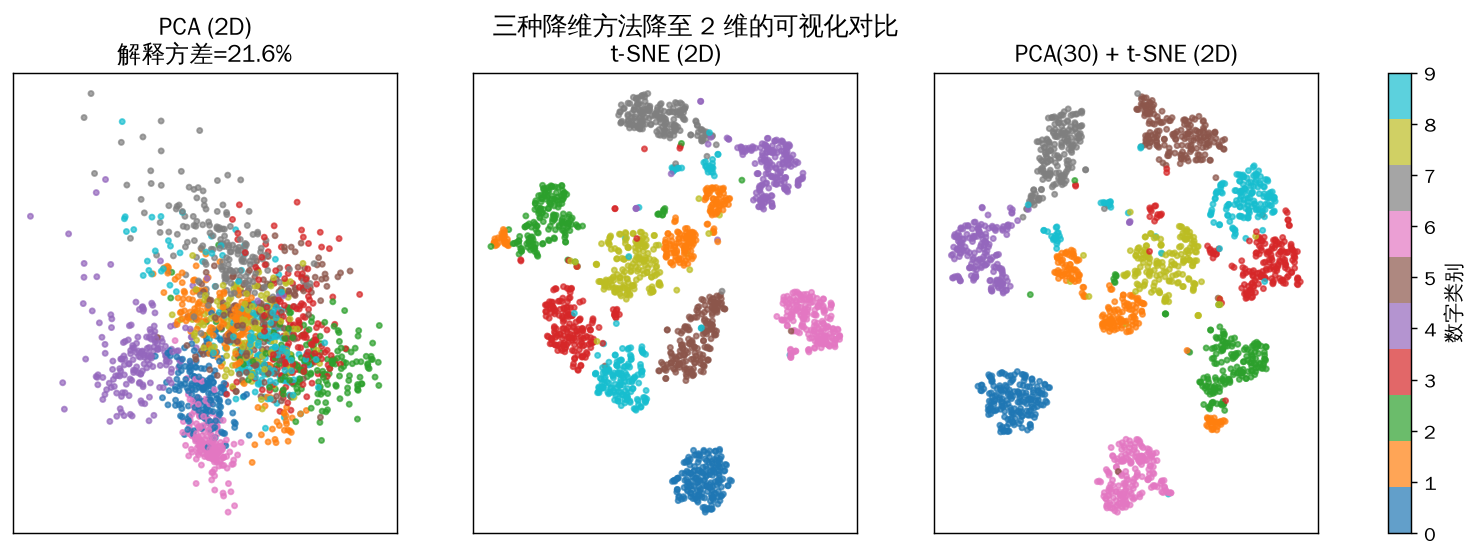 三种降维方法降至 2 维的可视化对比
PCA (2D)
解释方差=21.6%
t-SNE (2D)
PCA(30) + t-SNE (2D)
9
8
7
6
5
4
3
2
1
0
数字类别